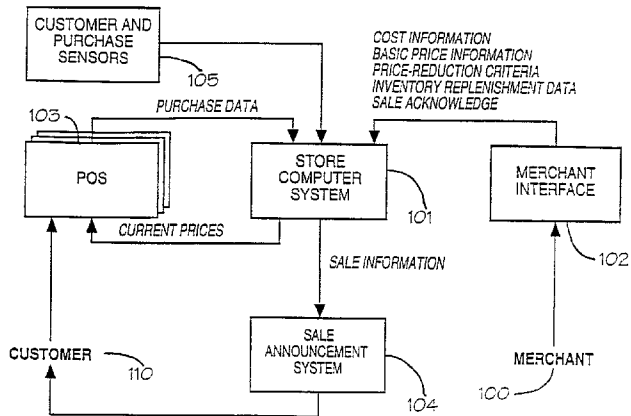 CUSTOMER AND
PURCHASE
SENSORS
105
COST INFORMATION
BASIC PRICE INFORMATION
PRICE-REDUCTION CRITERIA
INVENTORY REPLENISHMENT DATA
SALE ACKNOWLEDGE
103
PURCHASE DATA
POS
STORE
COMPUTER
SYSTEM
101
MERCHANT
INTERFACE
102
CURRENT PRICES
SALE INFORMATION
CUSTOMER
110
SALE
ANNOUNCEMENT
SYSTEM
104
MERCHANT
100